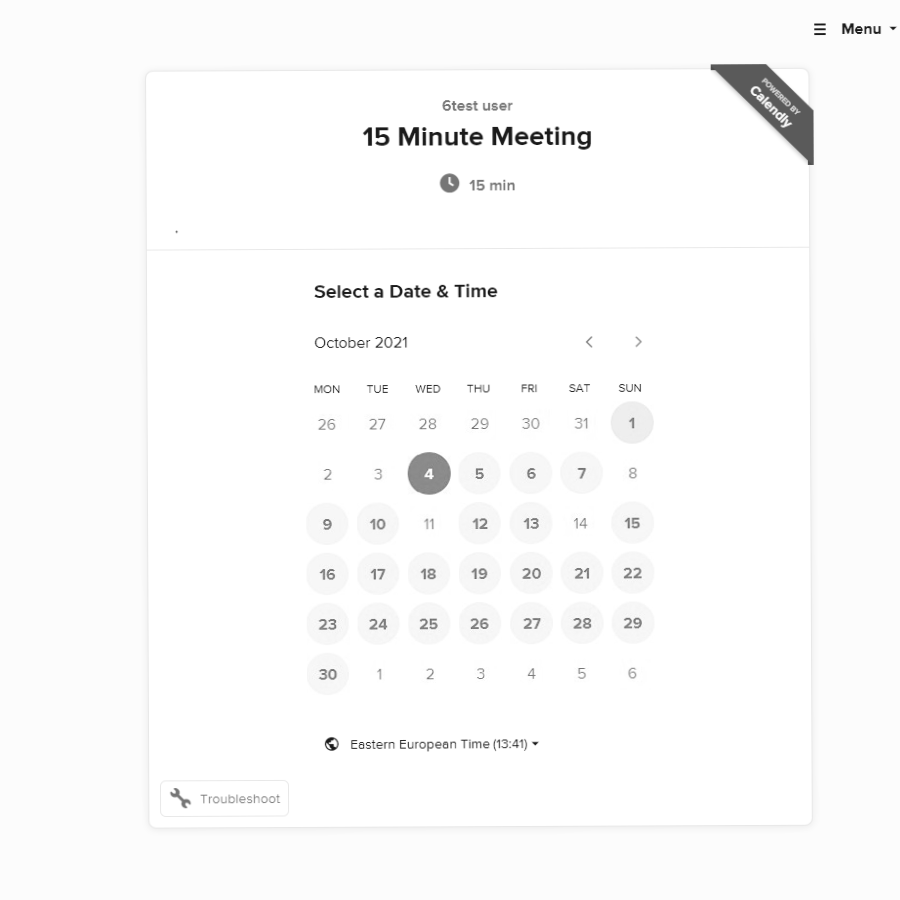 Menu
POWERED BY
Calendly
6test user
15 Minute Meeting
15 min
.
Select a Date & Time
October 2021
MON TUE WED THU FRI SAT SUN
26 27 28 29 30 31 1
2 3 4 5 6 7 8
9 10 11 12 13 14 15
16 17 18 19 20 21 22
23 24 25 26 27 28 29
30 1 2 3 4 5 6
Eastern European Time (13:41)
Troubleshoot